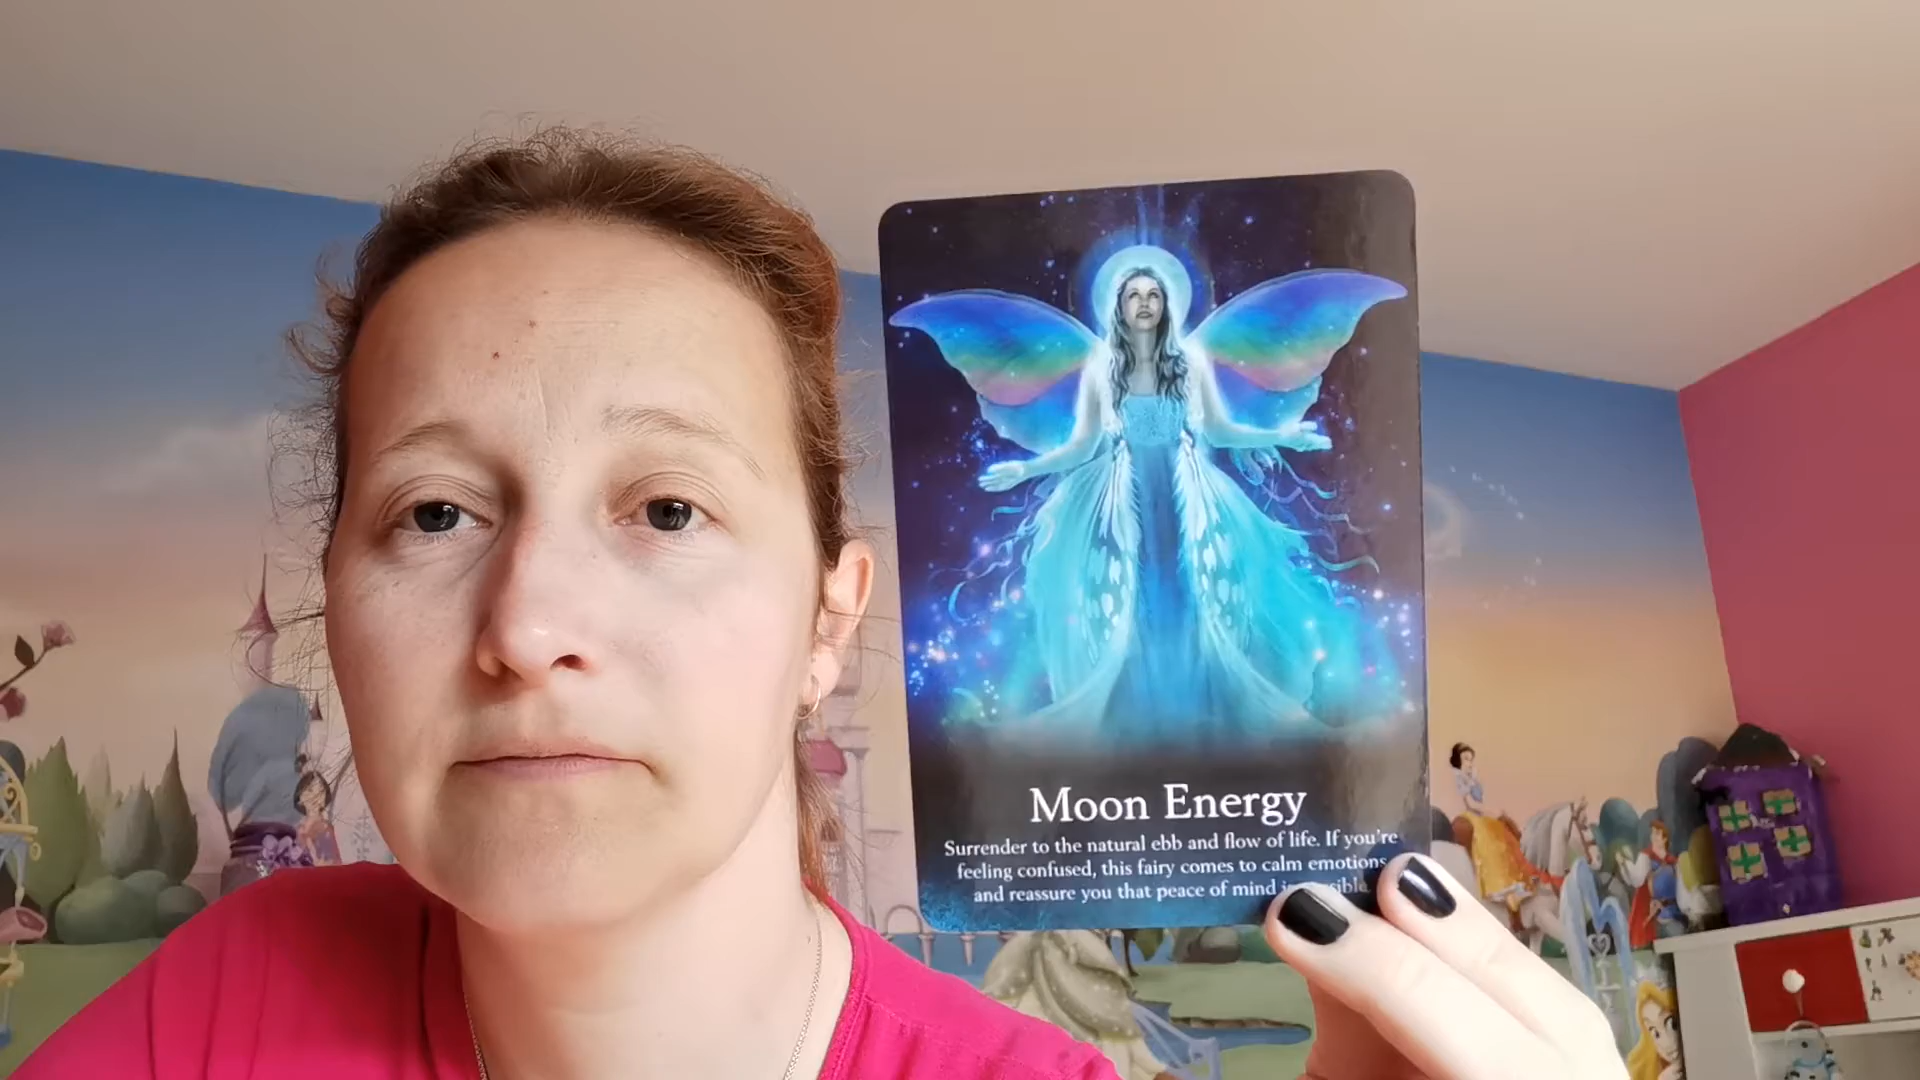 Moon Energy
Surrender to the natural ebb and flow of life. If you're
feeling confused, this fairy comes to calm emotions
and reassure you that peace of mind